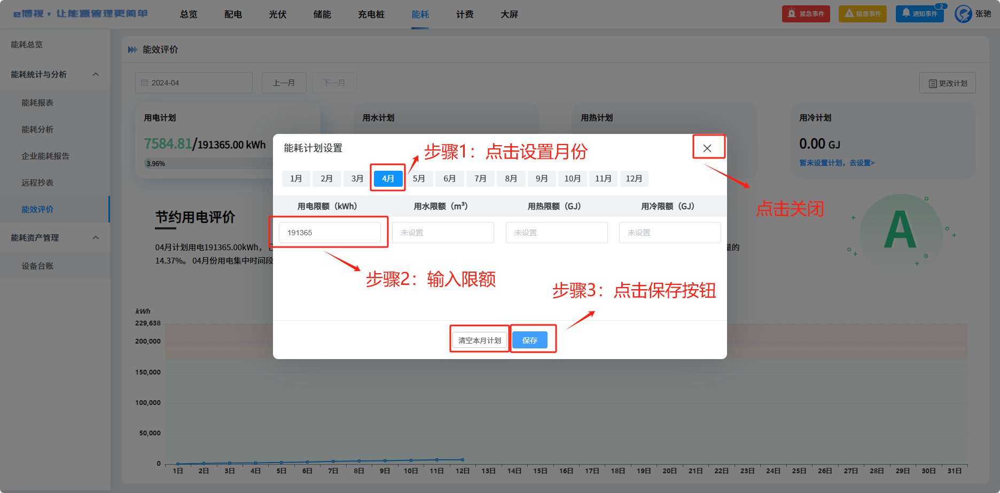 e博视，让能源管理更简单
总览 配电 光伏 储能 充电桩 能耗 计费 大屏
紧急事件 隐患事件 通知事件 2 张驰
能耗总览
能耗统计与分析
能耗报表
能耗分析
企业能耗报告
远程抄表
能效评价
能耗资产管理
设备台账
能效评价
2024-04 上一月 下一月 更改计划
用电计划
7584.81/191365.00 kWh
3.96%
用水计划
用热计划
用冷计划
0.00 GJ
暂未设置计划，去设置>
能耗计划设置
步骤1：点击设置月份
1月 2月 3月 4月 5月 6月 7月 8月 9月 10月 11月 12月
用电限额（kWh） 用水限额（m³） 用热限额（GJ） 用冷限额（GJ）
191365 未设置 未设置 未设置
点击关闭
步骤2：输入限额
步骤3：点击保存按钮
清空本月计划 保存
节约用电评价
04月计划用电191365.00kWh，
量的
14.37%。 04月份用电集中时间段
A
kWh
229,638
200,000
150,000
100,000
50,000
0
1日 2日 3日 4日 5日 6日 7日 8日 9日 10日 11日 12日 13日 14日 15日 16日 17日 18日 19日 20日 21日 22日 23日 24日 25日 26日 27日 28日 29日 30日 31日